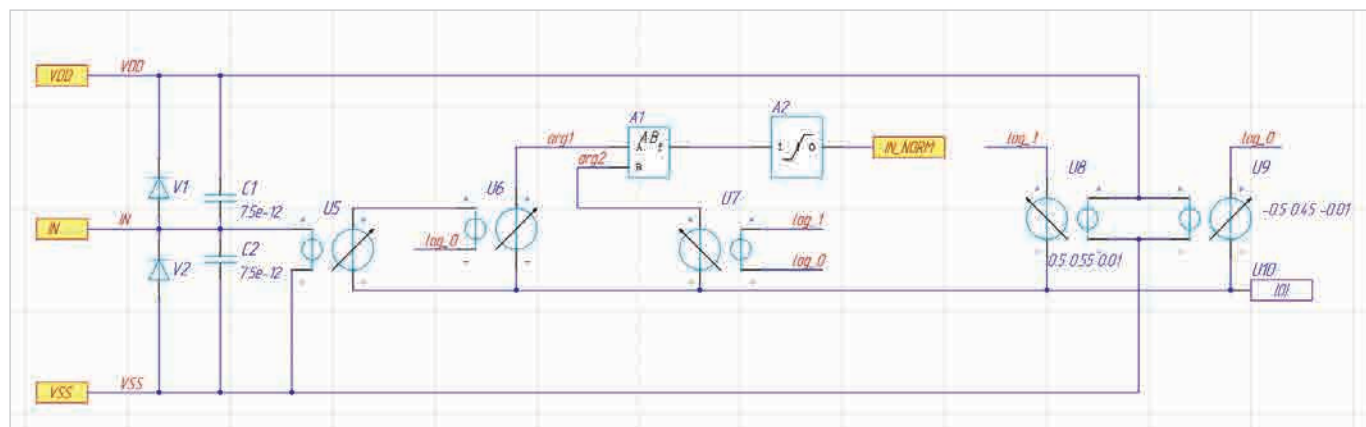 VDD
VDD
A1
A2
A·B
arg1
A
B
1
0
IN_NORM
log_1
log_0
arg2
V1
C1
7.5e-12
U5
U6
U7
U8
U9
IN
IN
log_0
log_1
-0.5 0.45 -0.01
V2
C2
7.5e-12
log_0
0.5 0.55 0.01
U10
VSS
VSS